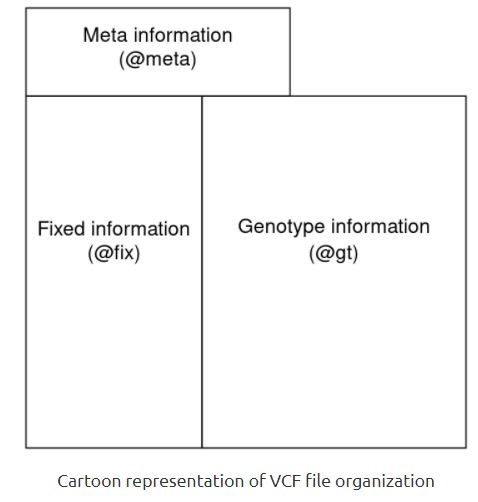 Meta information
(@meta)
Fixed information
(@fix)
Genotype information
(@gt)
Cartoon representation of VCF file organization